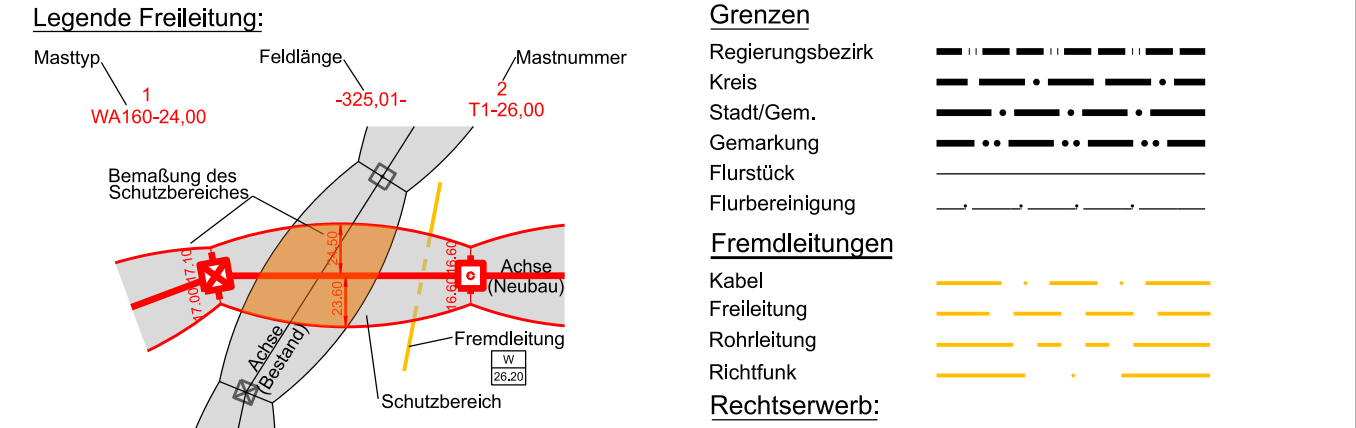 Legende Freileitung:
Masttyp
Feldlänge
Mastnummer
1
WA160-24,00
-325,01-
2
T1-26,00
Bemaßung des
Schutzbereiches
17.10
17.00
24.50
23.60
16.60
16.60
Achse
(Neubau)
Achse
(Bestand)
Fremdleitung
W
26.20
Schutzbereich
Grenzen
Regierungsbezirk
Kreis
Stadt/Gem.
Gemarkung
Flurstück
Flurbereinigung
Fremdleitungen
Kabel
Freileitung
Rohrleitung
Richtfunk
Rechtserwerb: